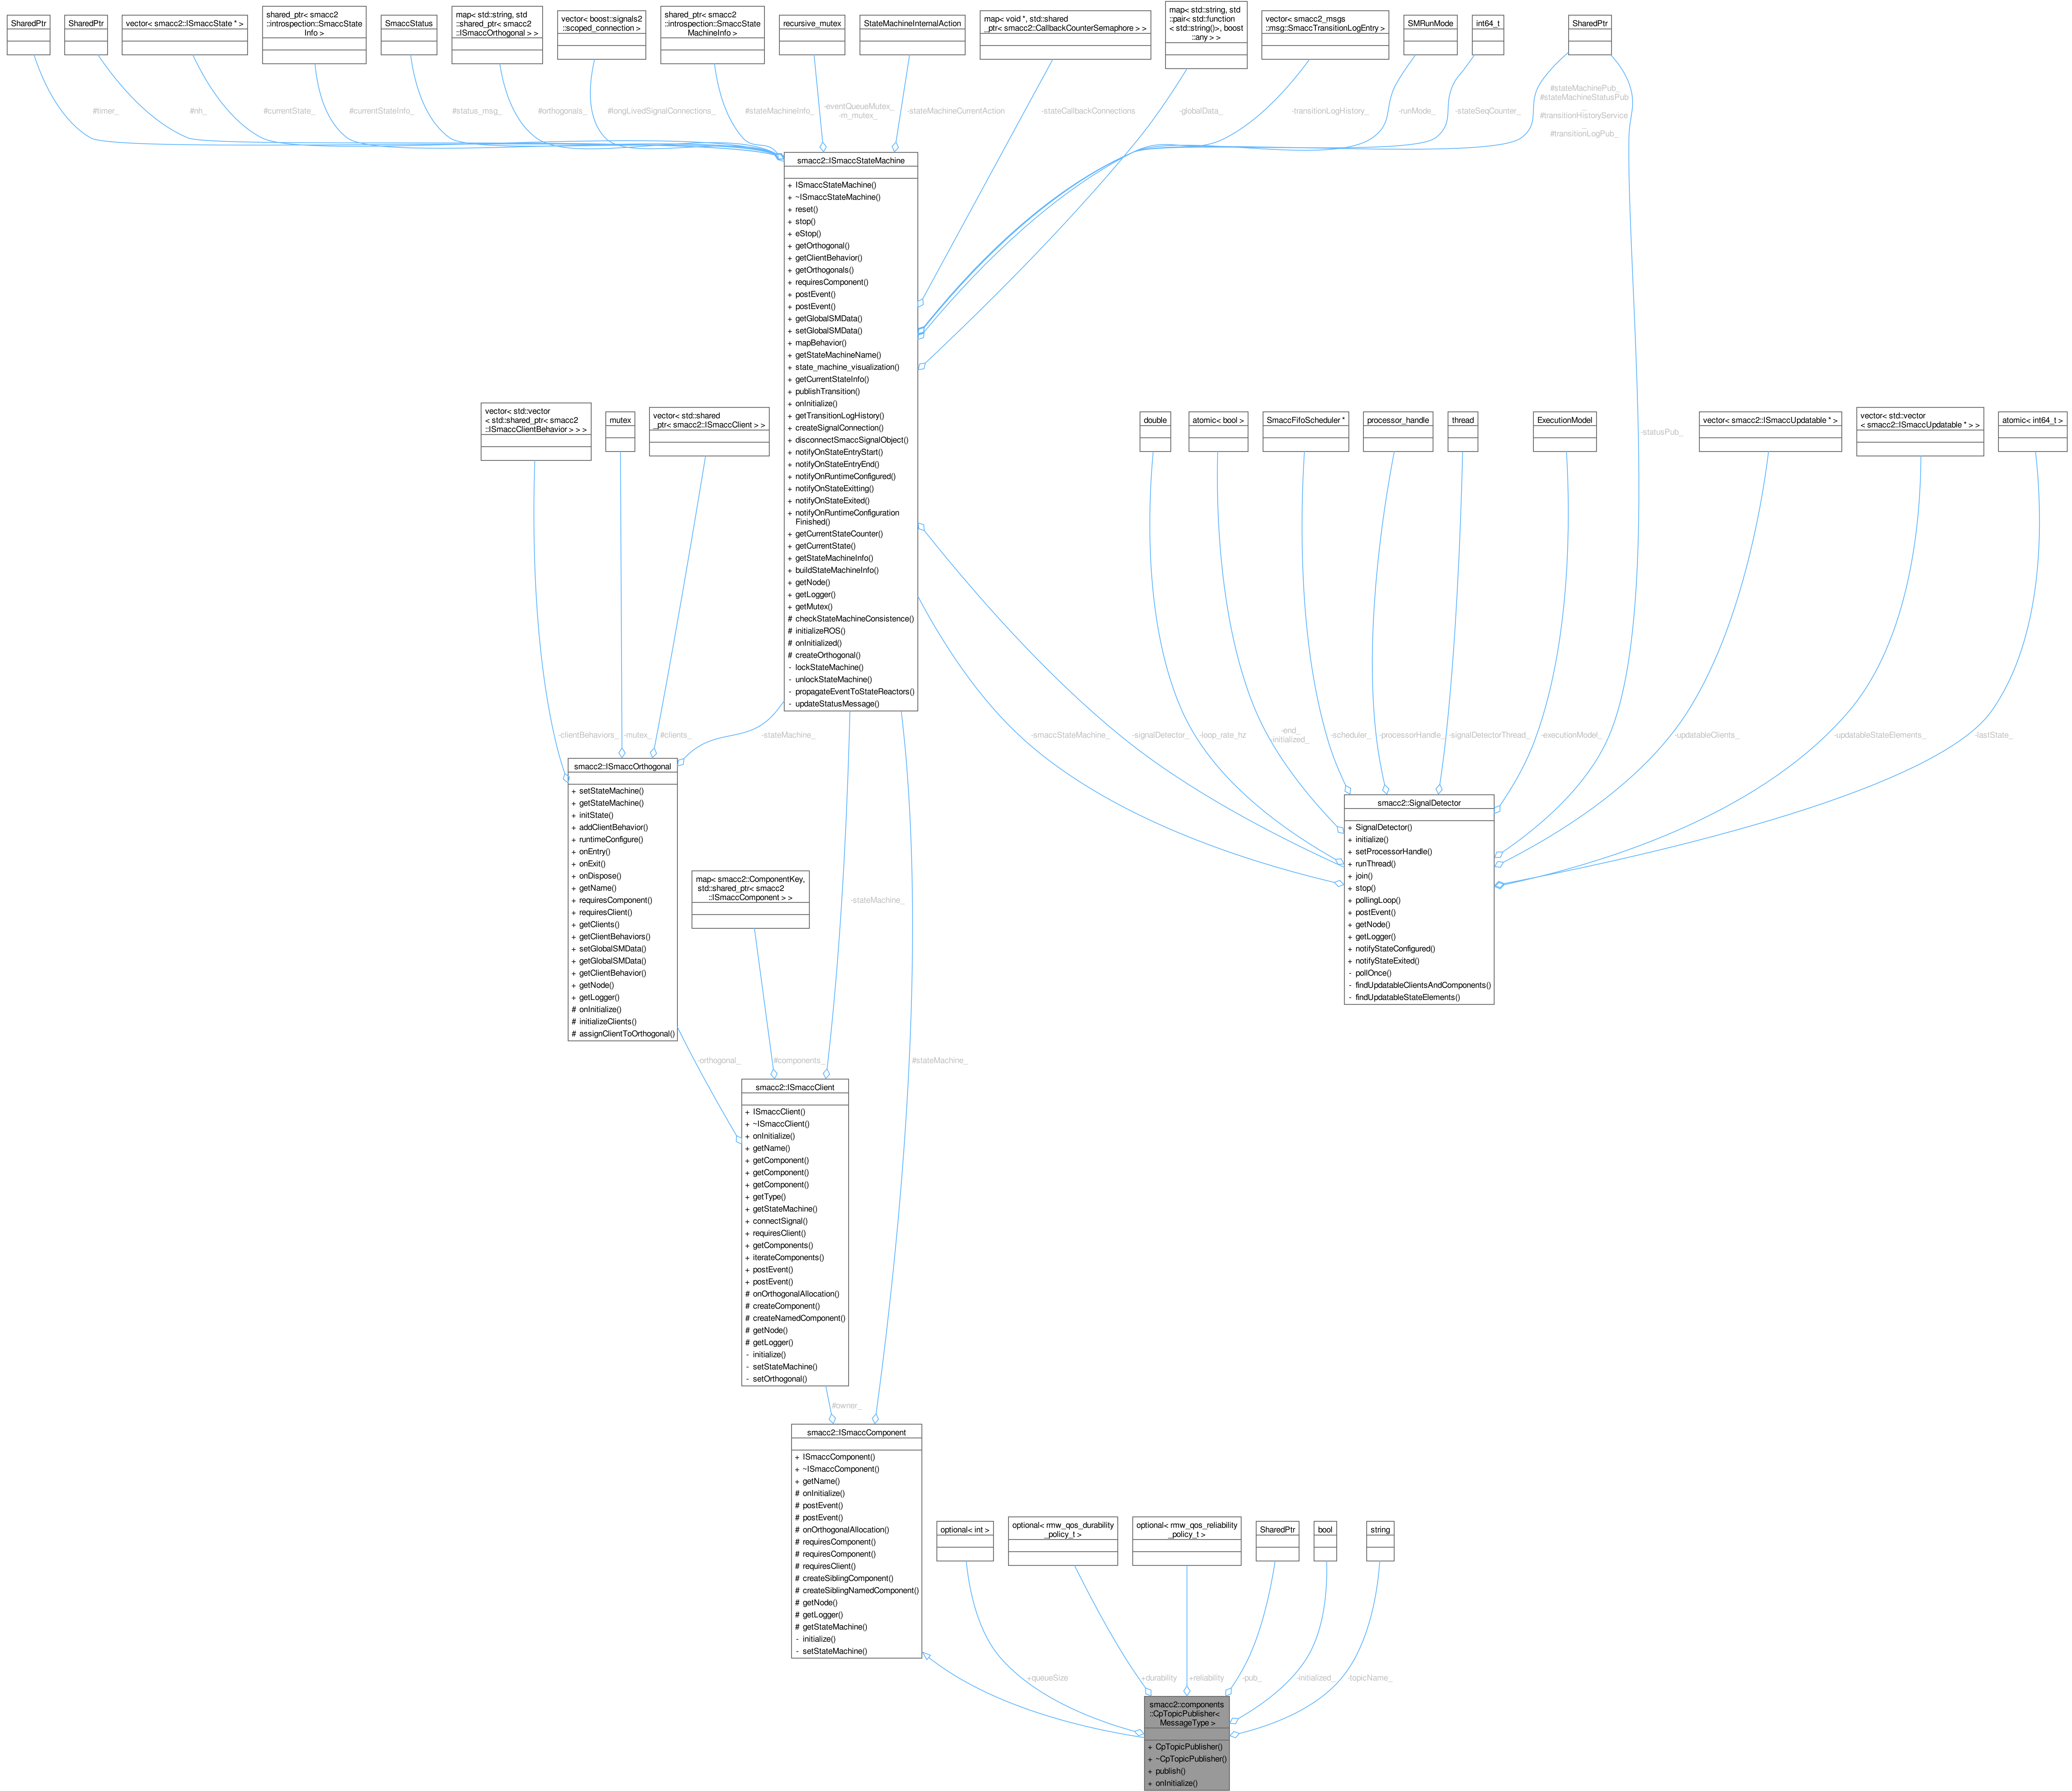 SharedPtr
SharedPtr
vector< smacc2::ISmaccState * >
shared_ptr< smacc2
::introspection::SmaccState
Info >
SmaccStatus
map< std::string, std
::shared_ptr< smacc2
::ISmaccOrthogonal > >
vector< boost::signals2
::scoped_connection >
shared_ptr< smacc2
::introspection::SmaccState
MachineInfo >
recursive_mutex
StateMachineInternalAction
map< void *, std::shared
_ptr< smacc2::CallbackCounterSemaphore > >
map< std::string, std
::pair< std::function
< std::string()>, boost
::any > >
vector< smacc2_msgs
::msg::SmaccTransitionLogEntry >
SMRunMode
int64_t
SharedPtr
#timer_
#nh_
#currentState_
#currentStateInfo_
#status_msg_
#orthogonals_
#longLivedSignalConnections_
#stateMachineInfo_
-eventQueueMutex_
-m_mutex_
-stateMachineCurrentAction
-stateCallbackConnections
-globalData_
-transitionLogHistory_
-runMode_
-stateSeqCounter_
#stateMachinePub_
#stateMachineStatusPub
_
#transitionHistoryService
_
#transitionLogPub_
smacc2::ISmaccStateMachine
+ ISmaccStateMachine()
+ ~ISmaccStateMachine()
+ reset()
+ stop()
+ eStop()
+ getOrthogonal()
+ getClientBehavior()
+ getOrthogonals()
+ requiresComponent()
+ postEvent()
+ postEvent()
+ getGlobalSMData()
+ setGlobalSMData()
+ mapBehavior()
+ getStateMachineName()
+ state_machine_visualization()
+ getCurrentStateInfo()
+ publishTransition()
+ onInitialize()
+ getTransitionLogHistory()
+ createSignalConnection()
+ disconnectSmaccSignalObject()
+ notifyOnStateEntryStart()
+ notifyOnStateEntryEnd()
+ notifyOnRuntimeConfigured()
+ notifyOnStateExitting()
+ notifyOnStateExited()
+ notifyOnRuntimeConfiguration
Finished()
+ getCurrentStateCounter()
+ getCurrentState()
+ getStateMachineInfo()
+ buildStateMachineInfo()
+ getNode()
+ getLogger()
+ getMutex()
# checkStateMachineConsistence()
# initializeROS()
# onInitialized()
# createOrthogonal()
- lockStateMachine()
- unlockStateMachine()
- propagateEventToStateReactors()
- updateStatusMessage()
vector< std::vector
< std::shared_ptr< smacc2
::ISmaccClientBehavior > > >
mutex
vector< std::shared
_ptr< smacc2::ISmaccClient > >
double
atomic< bool >
SmaccFifoScheduler *
processor_handle
thread
ExecutionModel
-statusPub_
vector< smacc2::ISmaccUpdatable * >
vector< std::vector
< smacc2::ISmaccUpdatable * > >
atomic< int64_t >
-clientBehaviors_
-mutex_
#clients_
-stateMachine_
-smaccStateMachine_
-signalDetector_
-loop_rate_hz
-end_
-initialized_
-scheduler_
-processorHandle_
-signalDetectorThread_
-executionModel_
-updatableClients_
-updatableStateElements_
-lastState_
smacc2::ISmaccOrthogonal
+ setStateMachine()
+ getStateMachine()
+ initState()
+ addClientBehavior()
+ runtimeConfigure()
+ onEntry()
+ onExit()
+ onDispose()
+ getName()
+ requiresComponent()
+ requiresClient()
+ getClients()
+ getClientBehaviors()
+ setGlobalSMData()
+ getGlobalSMData()
+ getClientBehavior()
+ getNode()
+ getLogger()
# onInitialize()
# initializeClients()
# assignClientToOrthogonal()
smacc2::SignalDetector
+ SignalDetector()
+ initialize()
+ setProcessorHandle()
+ runThread()
+ join()
+ stop()
+ pollingLoop()
+ postEvent()
+ getNode()
+ getLogger()
+ notifyStateConfigured()
+ notifyStateExited()
- pollOnce()
- findUpdatableClientsAndComponents()
- findUpdatableStateElements()
map< smacc2::ComponentKey,
std::shared_ptr< smacc2
::ISmaccComponent > >
-stateMachine_
-orthogonal_
#components_
#stateMachine_
smacc2::ISmaccClient
+ ISmaccClient()
+ ~ISmaccClient()
+ onInitialize()
+ getName()
+ getComponent()
+ getComponent()
+ getComponent()
+ getType()
+ getStateMachine()
+ connectSignal()
+ requiresClient()
+ getComponents()
+ iterateComponents()
+ postEvent()
+ postEvent()
# onOrthogonalAllocation()
# createComponent()
# createNamedComponent()
# getNode()
# getLogger()
- initialize()
- setStateMachine()
- setOrthogonal()
#owner_
smacc2::ISmaccComponent
+ ISmaccComponent()
+ ~ISmaccComponent()
+ getName()
# onInitialize()
# postEvent()
# postEvent()
# onOrthogonalAllocation()
# requiresComponent()
# requiresComponent()
# requiresClient()
# createSiblingComponent()
# createSiblingNamedComponent()
# getNode()
# getLogger()
# getStateMachine()
- initialize()
- setStateMachine()
optional< int >
optional< rmw_qos_durability
_policy_t >
optional< rmw_qos_reliability
_policy_t >
SharedPtr
bool
string
+queueSize
+durability
+reliability
-pub_
-initialized_
-topicName_
smacc2::components
::CpTopicPublisher<
MessageType >
+ CpTopicPublisher()
+ ~CpTopicPublisher()
+ publish()
+ onInitialize()